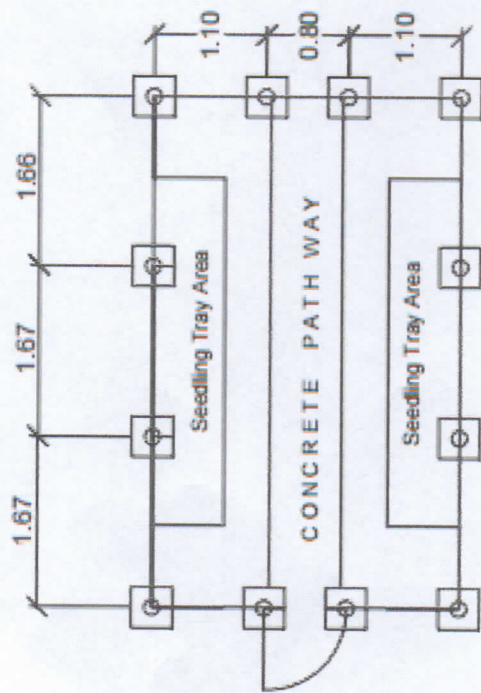 1.66
1.67
1.67
1.10
0.80
1.10
Seedling Tray Area
CONCRETE PATH WAY
Seedling Tray Area